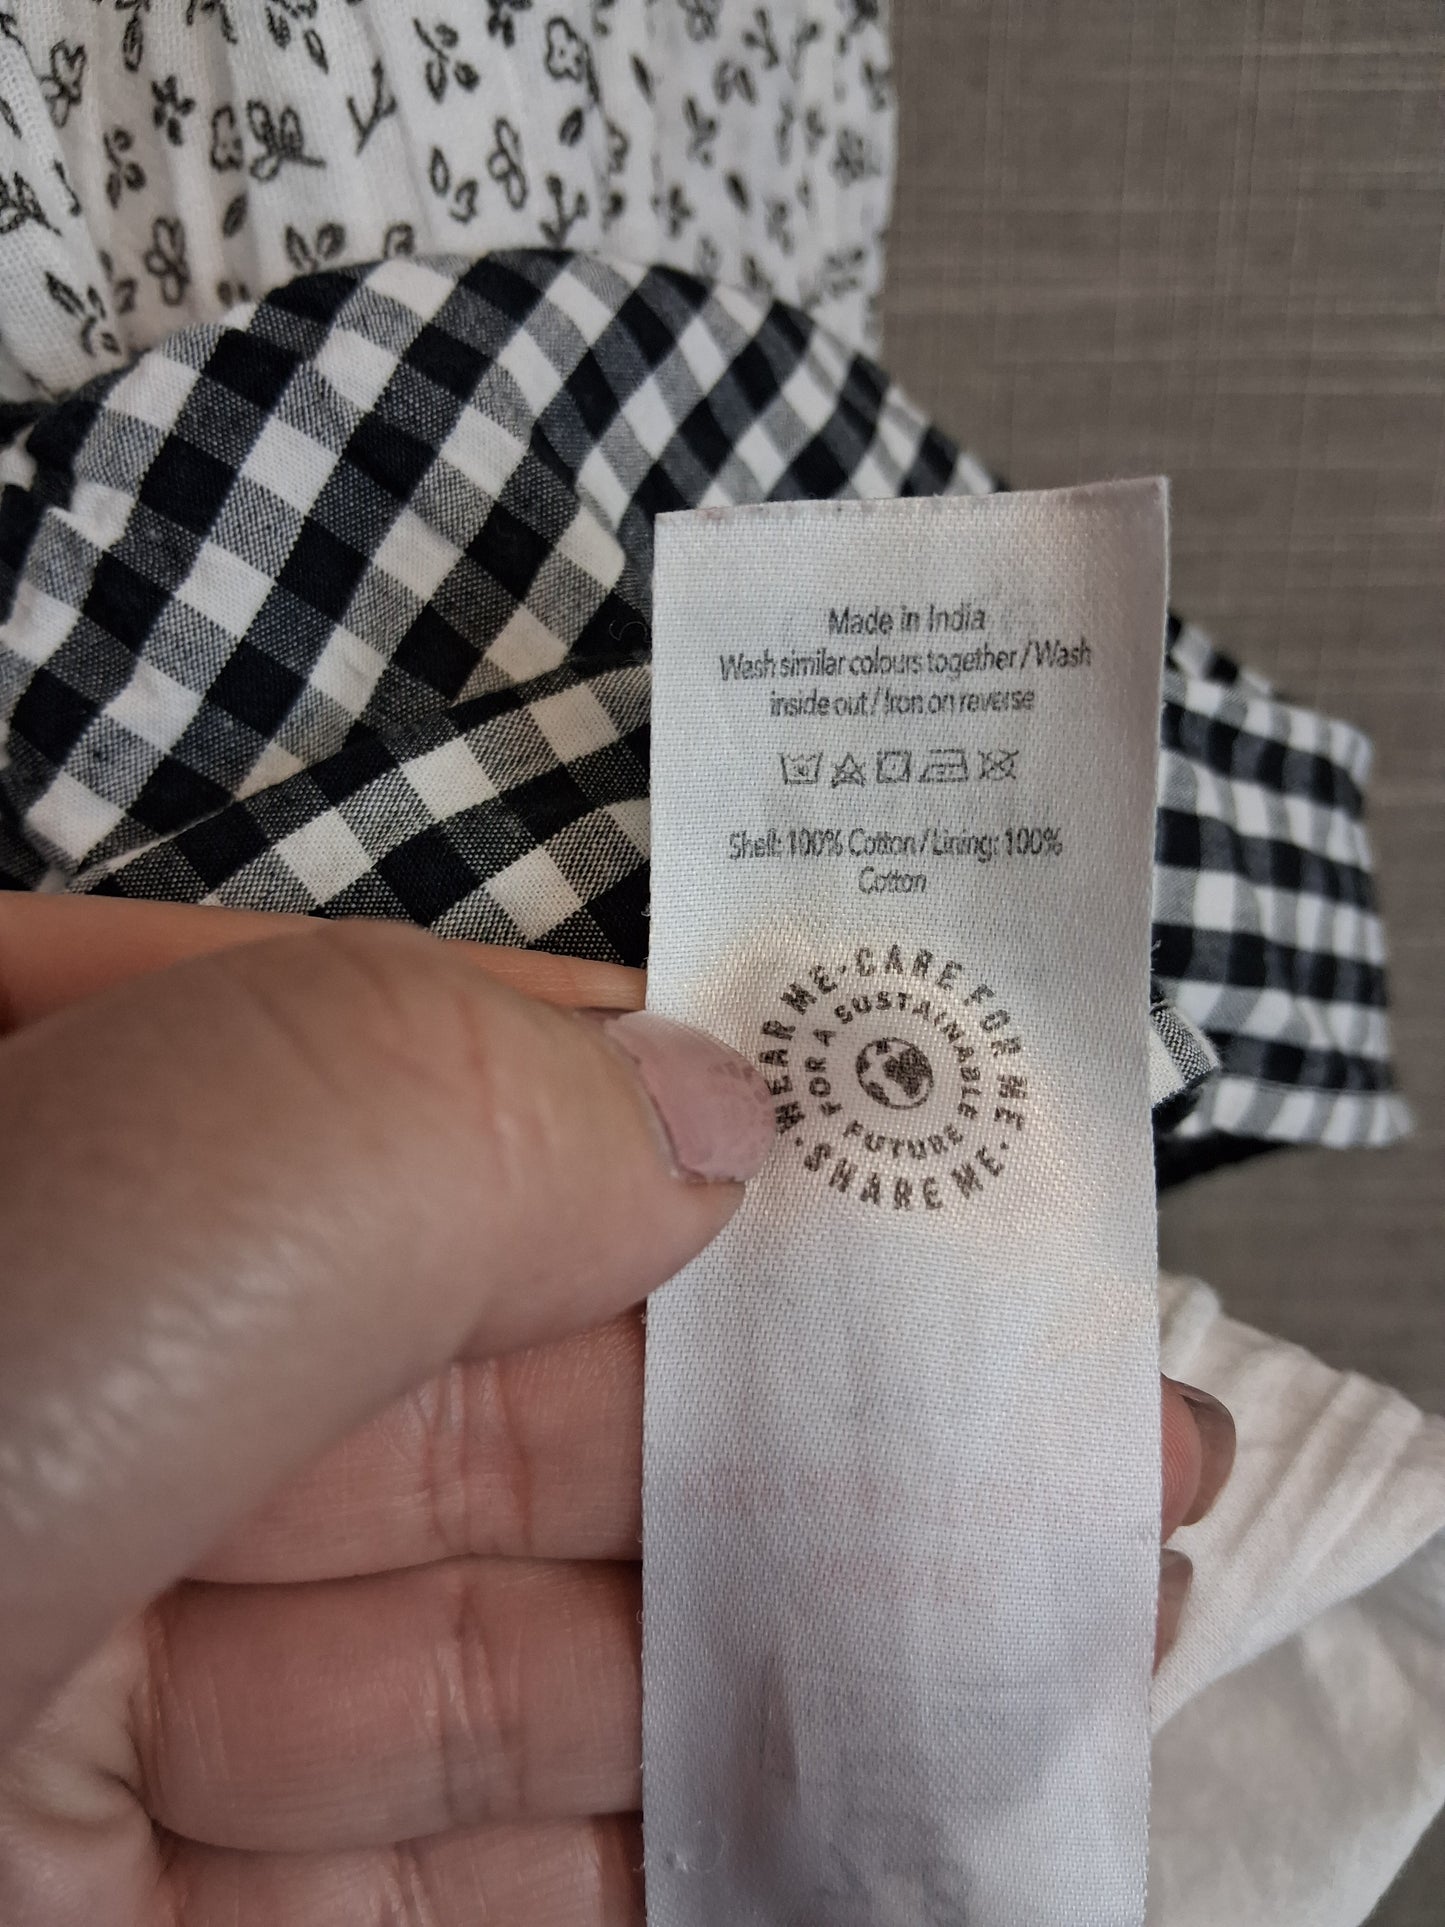 Made in India
Wash similar colours together / Wash
inside out / Iron on reverse
Shell: 100% Cotton / Lining: 100%
Cotton
WEAR ME · CARE FOR ME · SHARE ME ·
FOR A SUSTAINABLE FUTURE